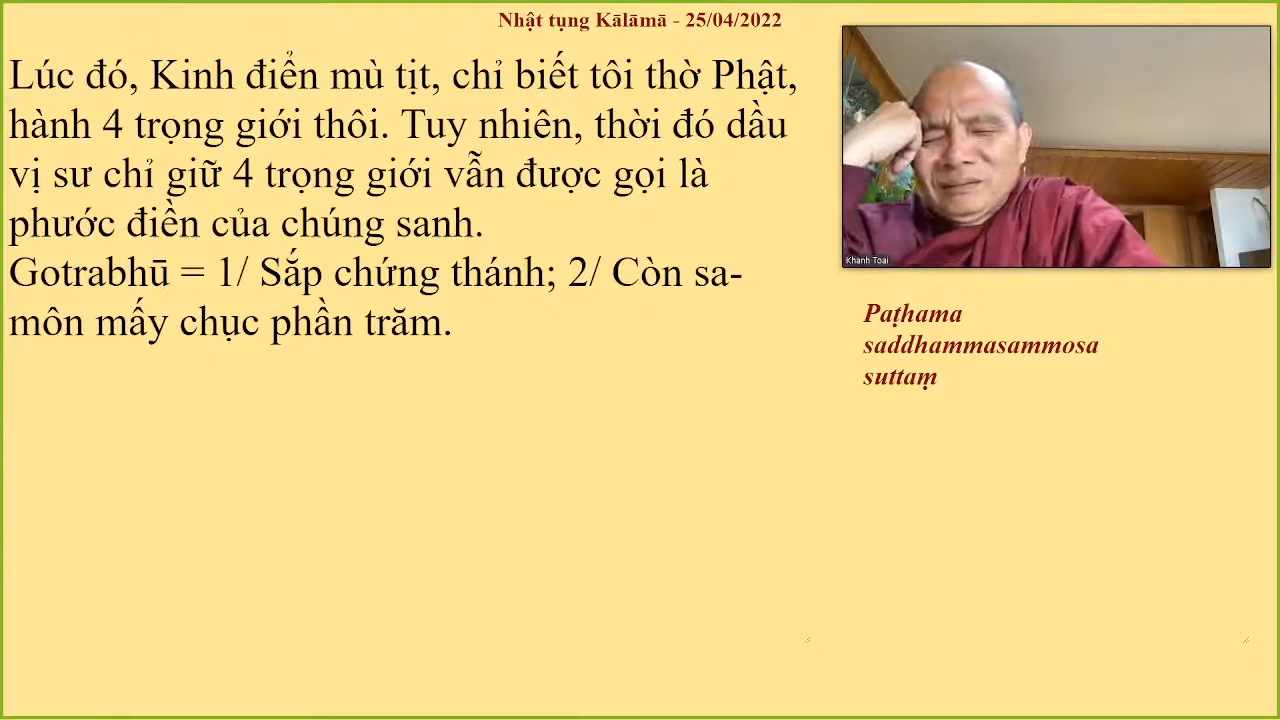 Nhật tụng Kālāmā - 25/04/2022
Lúc đó, Kinh điển mù tịt, chỉ biết tôi thờ Phật,
hành 4 trọng giới thôi. Tuy nhiên, thời đó dầu
vị sư chỉ giữ 4 trọng giới vẫn được gọi là
phước điền của chúng sanh.
Gotrabhū = 1/ Sắp chứng thánh; 2/ Còn sa-
môn mấy chục phần trăm.
Khanh Toai
Paṭhama
saddhammasammosa
suttaṃ